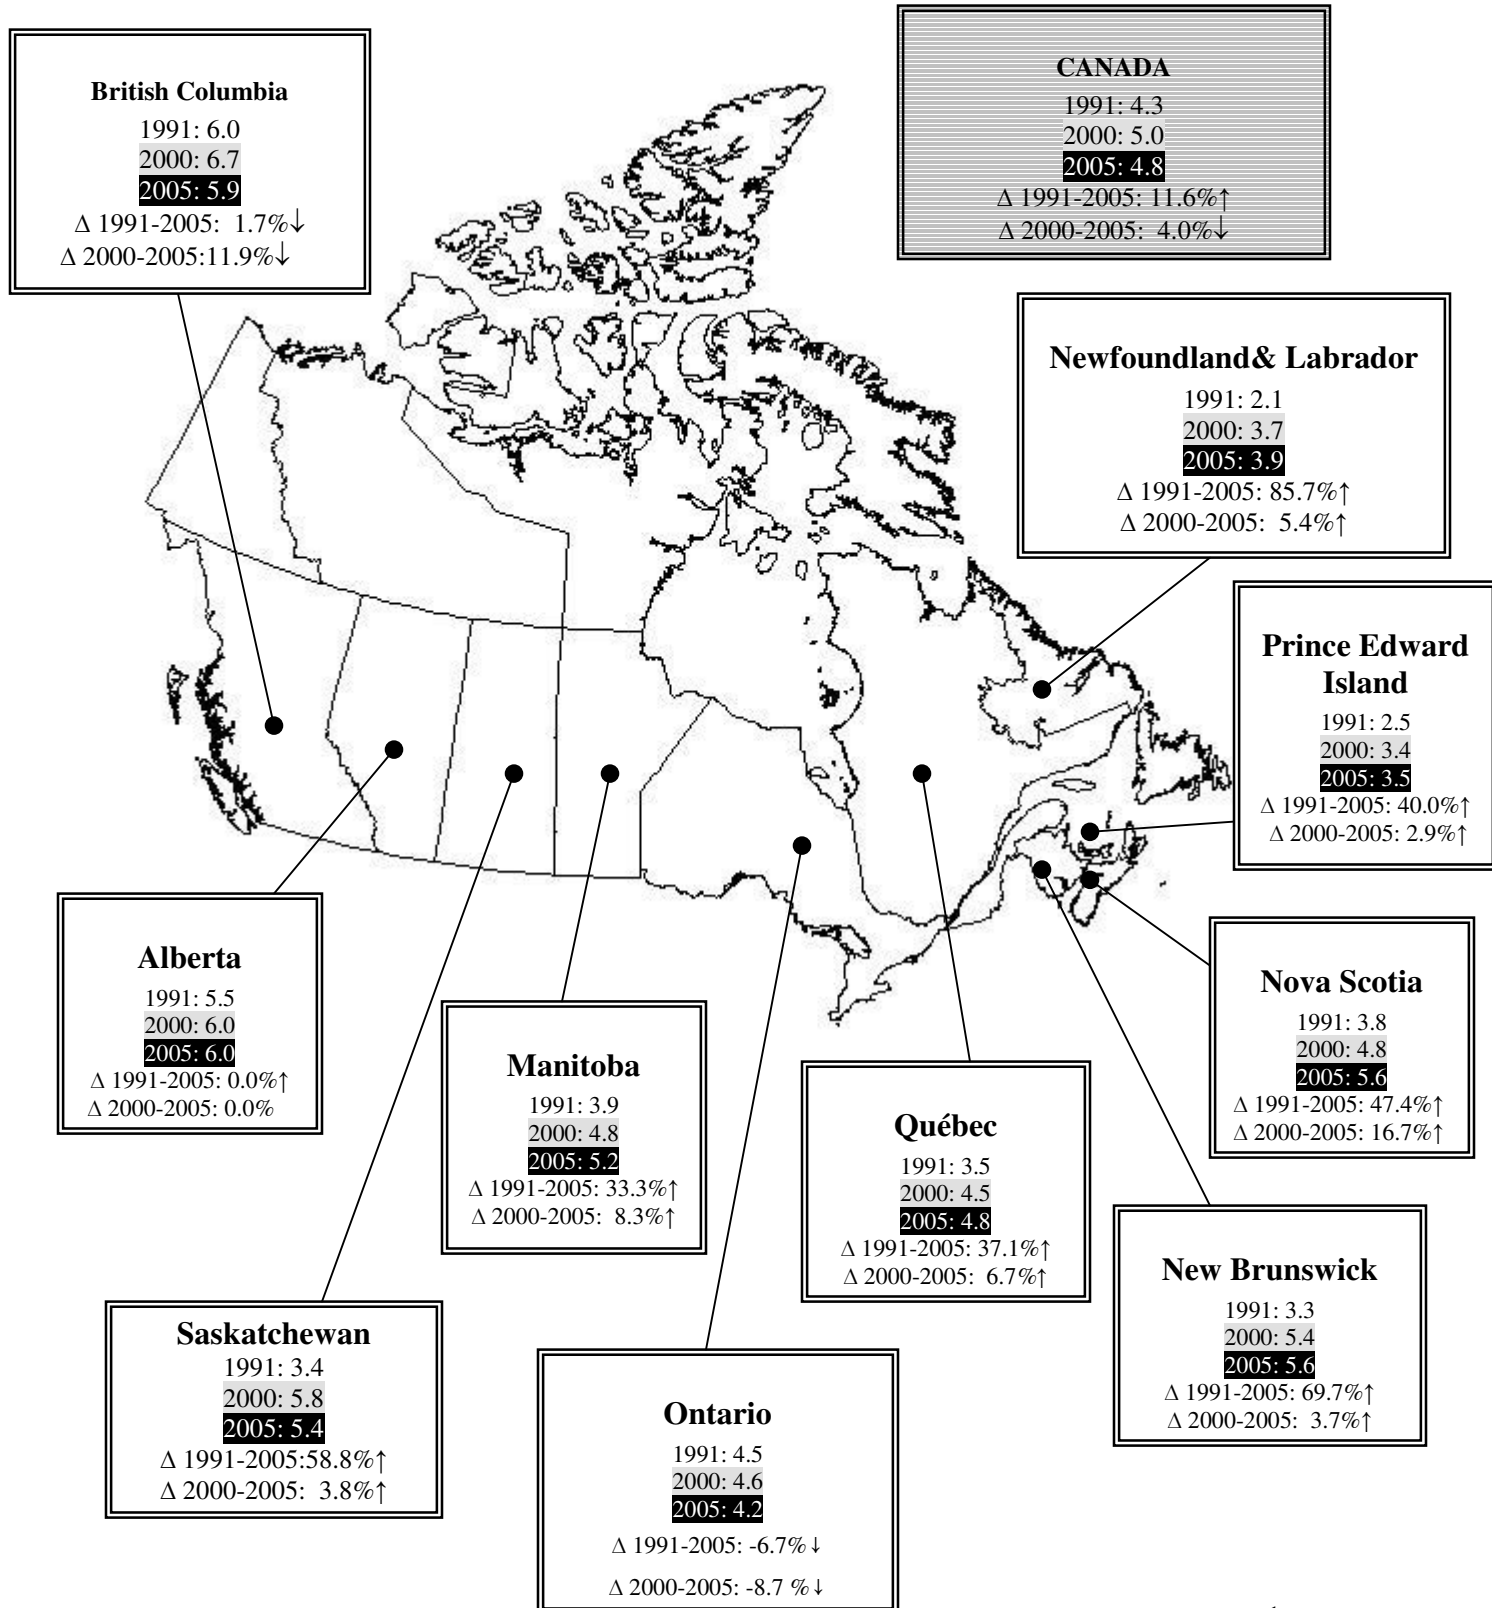 British Columbia
1991: 6.0
2000: 6.7
2005: 5.9
Δ 1991-2005: 1.7%↓
Δ 2000-2005:11.9%↓
CANADA
1991: 4.3
2000: 5.0
2005: 4.8
Δ 1991-2005: 11.6%↑
Δ 2000-2005: 4.0%↓
Newfoundland& Labrador
1991: 2.1
2000: 3.7
2005: 3.9
Δ 1991-2005: 85.7%↑
Δ 2000-2005: 5.4%↑
Prince Edward
Island
1991: 2.5
2000: 3.4
2005: 3.5
Δ 1991-2005: 40.0%↑
Δ 2000-2005: 2.9%↑
Alberta
1991: 5.5
2000: 6.0
2005: 6.0
Δ 1991-2005: 0.0%↑
Δ 2000-2005: 0.0%
Manitoba
1991: 3.9
2000: 4.8
2005: 5.2
Δ 1991-2005: 33.3%↑
Δ 2000-2005: 8.3%↑
Nova Scotia
1991: 3.8
2000: 4.8
2005: 5.6
Δ 1991-2005: 47.4%↑
Δ 2000-2005: 16.7%↑
Québec
1991: 3.5
2000: 4.5
2005: 4.8
Δ 1991-2005: 37.1%↑
Δ 2000-2005: 6.7%↑
New Brunswick
1991: 3.3
2000: 5.4
2005: 5.6
Δ 1991-2005: 69.7%↑
Δ 2000-2005: 3.7%↑
Saskatchewan
1991: 3.4
2000: 5.8
2005: 5.4
Δ 1991-2005:58.8%↑
Δ 2000-2005: 3.8%↑
Ontario
1991: 4.5
2000: 4.6
2005: 4.2
Δ 1991-2005: -6.7%↓
Δ 2000-2005: -8.7 %↓